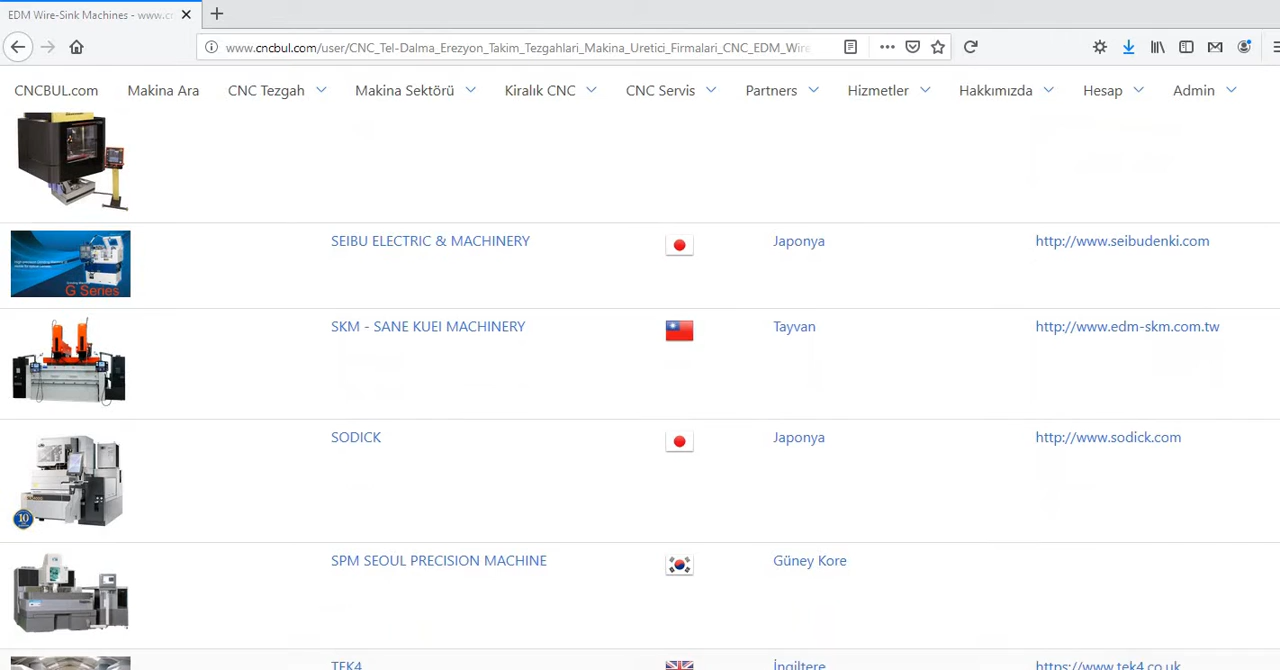 EDM Wire-Sink Machines - www.cn
www.cncbul.com/user/CNC_Tel-Dalma_Erezyon_Takim_Tezgahlari_Makina_Uretici_Firmalari_CNC_EDM_Wire
CNCBUL.com Makina Ara CNC Tezgah Makina Sektörü Kiralık CNC CNC Servis Partners Hizmetler Hakkımızda Hesap Admin
SEIBU ELECTRIC & MACHINERY Japonya http://www.seibudenki.com
G Series
SKM - SANE KUEI MACHINERY Tayvan http://www.edm-skm.com.tw
SODICK Japonya http://www.sodick.com
10
SPM SEOUL PRECISION MACHINE Güney Kore
TEK4 İngiltere https://www.tek4.co.uk